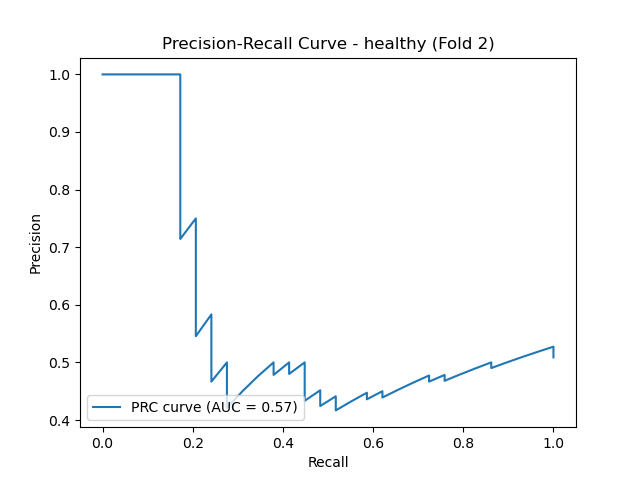 Precision-Recall Curve - healthy (Fold 2)
1.0
0.9
0.8
0.7
0.6
0.5
0.4
Precision
PRC curve (AUC = 0.57)
0.0 0.2 0.4 0.6 0.8 1.0
Recall